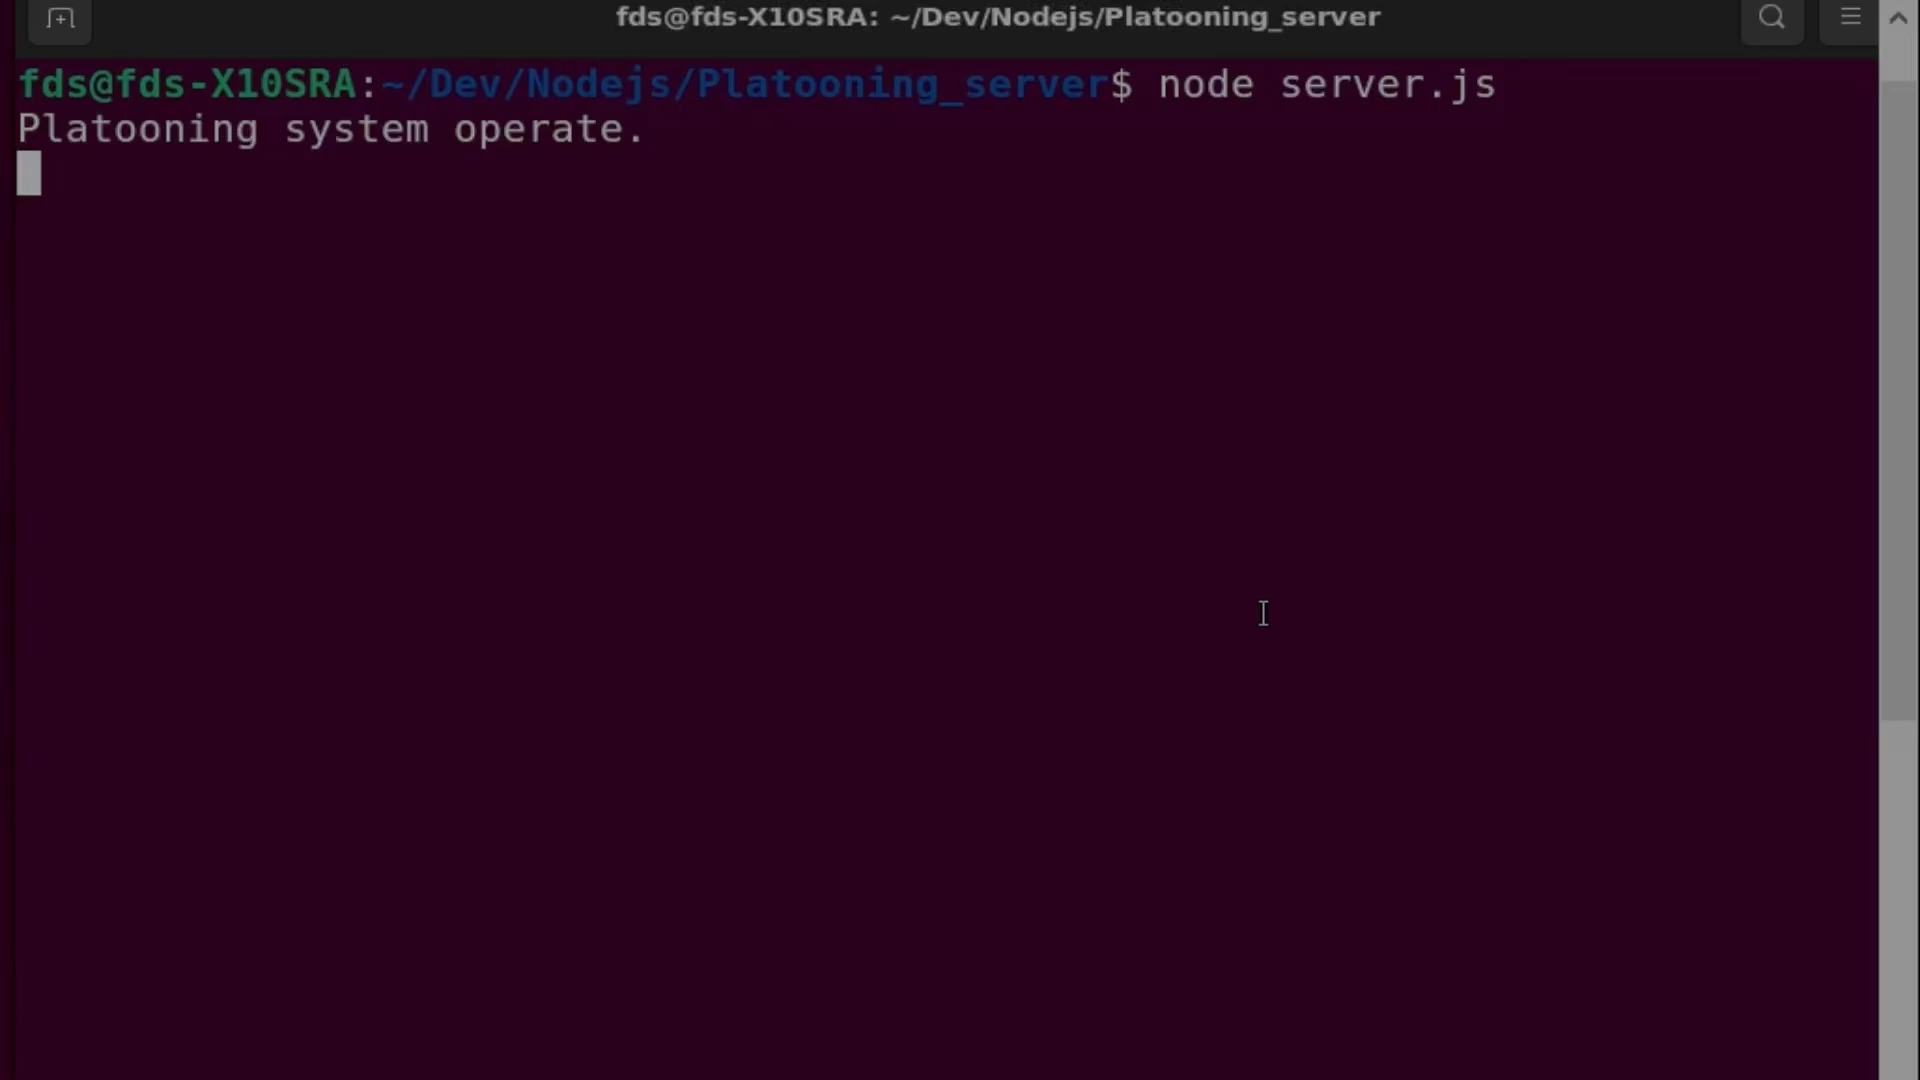 fds@fds-X10SRA: ~/Dev/Nodejs/Platooning_server
fds@fds-X10SRA:~/Dev/Nodejs/Platooning_server$ node server.js
Platooning system operate.